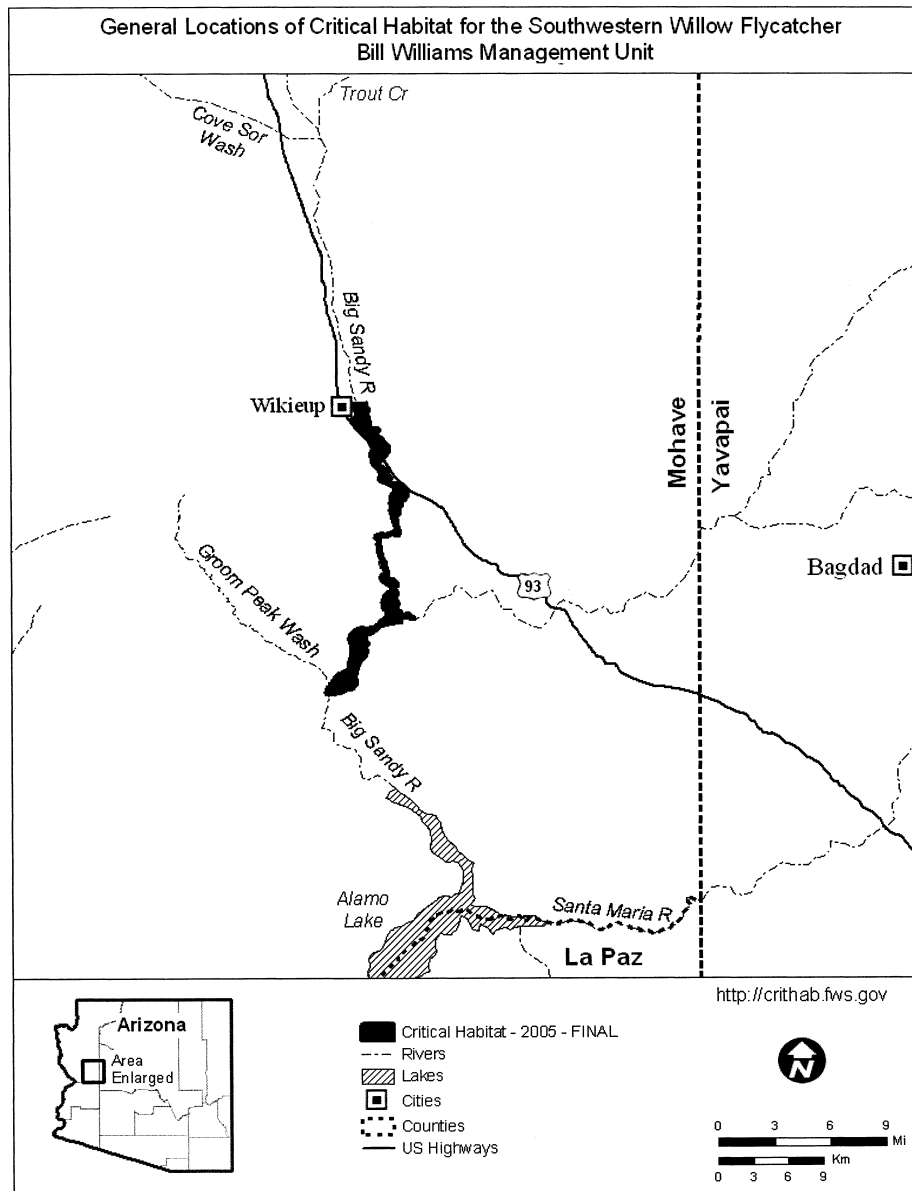 General Locations of Critical Habitat for the Southwestern Willow Flycatcher
Bill Williams Management Unit
Trout Cr
Cove Sor
Wash
Big Sandy R
Wikieup
Mohave
Yavapai
Bagdad
Groom Peak Wash
93
Big Sandy R
Alamo
Lake
Santa Maria R
La Paz
http://crithab.fws.gov
Arizona
Area
Enlarged
Critical Habitat - 2005 - FINAL
Rivers
Lakes
Cities
Counties
US Highways
N
0 3 6 9
Mi
Km
0 3 6 9